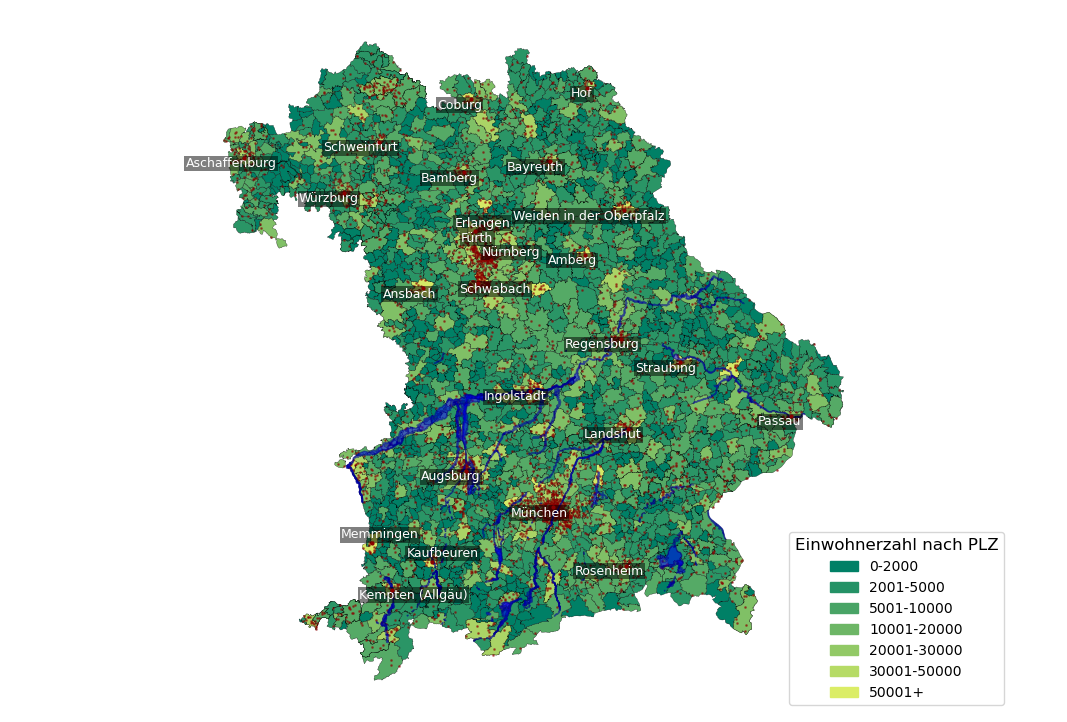 Hof
Coburg
Schweinfurt
Aschaffenburg
Bayreuth
Bamberg
Würzburg
Weiden in der Oberpfalz
Erlangen
Fürth
Nürnberg
Amberg
Schwabach
Ansbach
Regensburg
Straubing
Ingolstadt
Passau
Landshut
Augsburg
München
Memmingen
Kaufbeuren
Rosenheim
Kempten (Allgäu)
Einwohnerzahl nach PLZ
0-2000
2001-5000
5001-10000
10001-20000
20001-30000
30001-50000
50001+